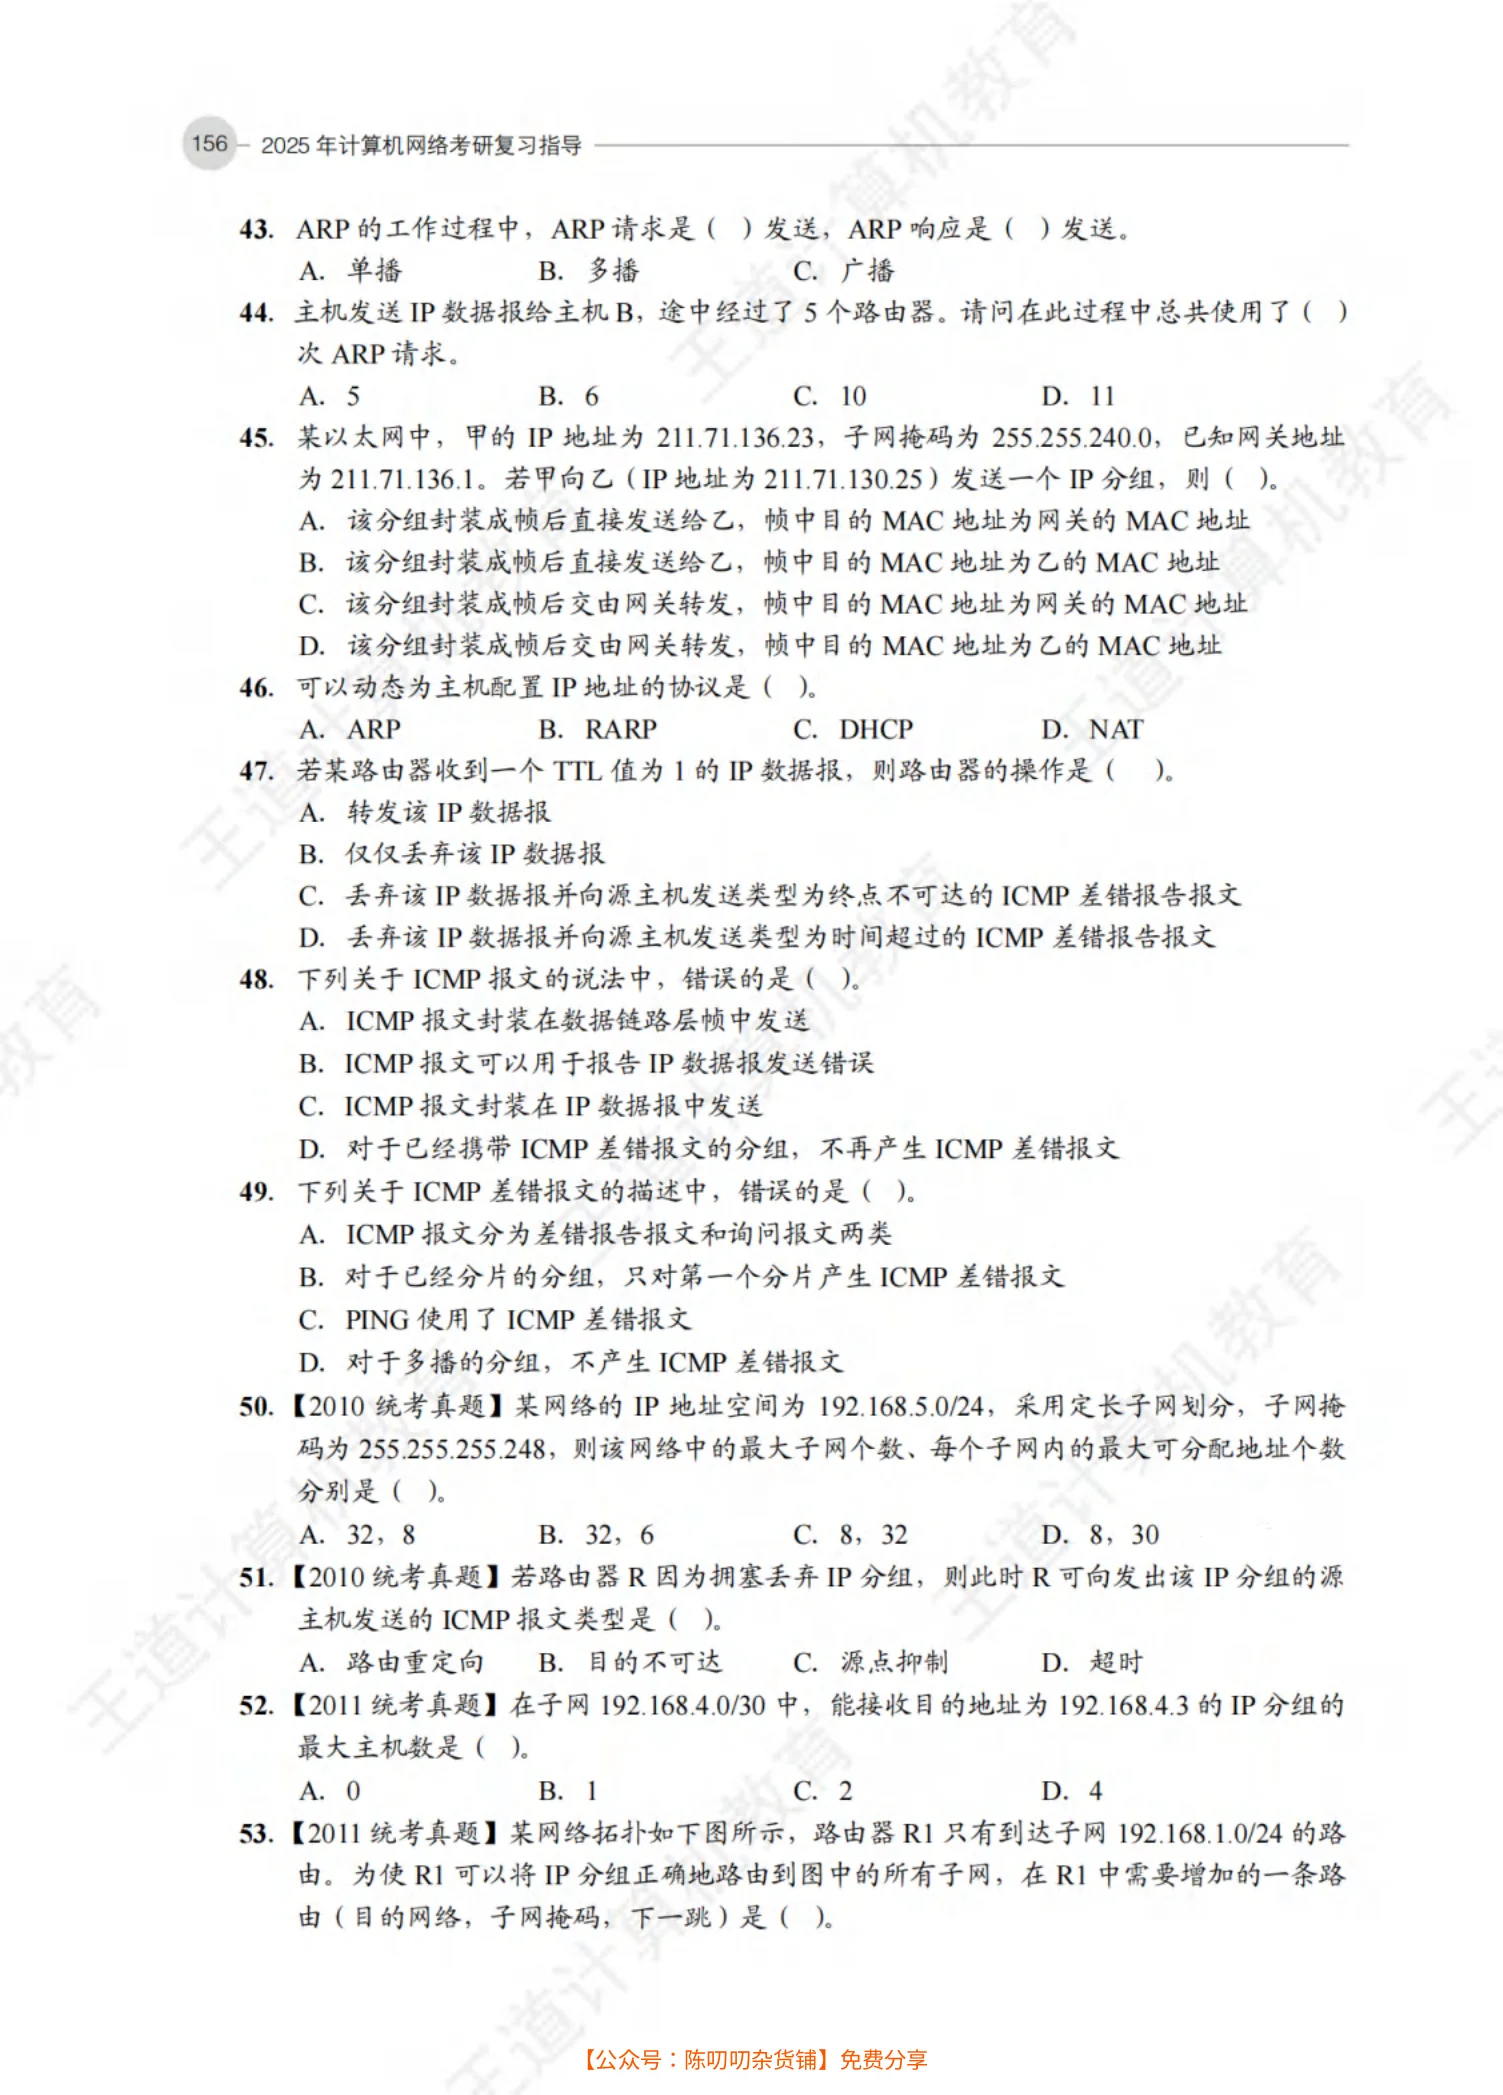 156 2025 年计算机网络考研复习指导
43. ARP 的工作过程中，ARP 请求是（ ）发送，ARP 响应是（ ）发送。
A. 单播 B. 多播 C. 广播
44. 主机发送 IP 数据报给主机 B，途中经过了 5 个路由器。请问在此过程中总共使用了（ ）
次 ARP 请求。
A. 5 B. 6 C. 10 D. 11
45. 某以太网中，甲的 IP 地址为 211.71.136.23，子网掩码为 255.255.240.0，已知网关地址
为 211.71.136.1。若甲向乙（IP 地址为 211.71.130.25）发送一个 IP 分组，则（ ）。
A. 该分组封装成帧后直接发送给乙，帧中目的 MAC 地址为网关的 MAC 地址
B. 该分组封装成帧后直接发送给乙，帧中目的 MAC 地址为乙的 MAC 地址
C. 该分组封装成帧后交由网关转发，帧中目的 MAC 地址为网关的 MAC 地址
D. 该分组封装成帧后交由网关转发，帧中目的 MAC 地址为乙的 MAC 地址
46. 可以动态为主机配置 IP 地址的协议是（ ）。
A. ARP B. RARP C. DHCP D. NAT
47. 若某路由器收到一个 TTL 值为 1 的 IP 数据报，则路由器的操作是（ ）。
A. 转发该 IP 数据报
B. 仅仅丢弃该 IP 数据报
C. 丢弃该 IP 数据报并向源主机发送类型为终点不可达的 ICMP 差错报告报文
D. 丢弃该 IP 数据报并向源主机发送类型为时间超过的 ICMP 差错报告报文
48. 下列关于 ICMP 报文的说法中，错误的是（ ）。
A. ICMP 报文封装在数据链路层帧中发送
B. ICMP 报文可以用于报告 IP 数据报发送错误
C. ICMP 报文封装在 IP 数据报中发送
D. 对于已经携带 ICMP 差错报文的分组，不再产生 ICMP 差错报文
49. 下列关于 ICMP 差错报文的描述中，错误的是（ ）。
A. ICMP 报文分为差错报告报文和询问报文两类
B. 对于已经分片的分组，只对第一个分片产生 ICMP 差错报文
C. PING 使用了 ICMP 差错报文
D. 对于多播的分组，不产生 ICMP 差错报文
50. 【2010 统考真题】某网络的 IP 地址空间为 192.168.5.0/24，采用定长子网划分，子网掩
码为 255.255.255.248，则该网络中的最大子网个数、每个子网内的最大可分配地址个数
分别是（ ）。
A. 32，8 B. 32，6 C. 8，32 D. 8，30
51. 【2010 统考真题】若路由器 R 因为拥塞丢弃 IP 分组，则此时 R 可向发出该 IP 分组的源
主机发送的 ICMP 报文类型是（ ）。
A. 路由重定向 B. 目的不可达 C. 源点抑制 D. 超时
52. 【2011 统考真题】在子网 192.168.4.0/30 中，能接收目的地址为 192.168.4.3 的 IP 分组的
最大主机数是（ ）。
A. 0 B. 1 C. 2 D. 4
53. 【2011 统考真题】某网络拓扑如下图所示，路由器 R1 只有到达子网 192.168.1.0/24 的路
由。为使 R1 可以将 IP 分组正确地路由到图中的所有子网，在 R1 中需要增加的一条路
由（目的网络，子网掩码，下一跳）是（ ）。
【公众号：陈叨叨杂货铺】免费分享
王道计算机教育